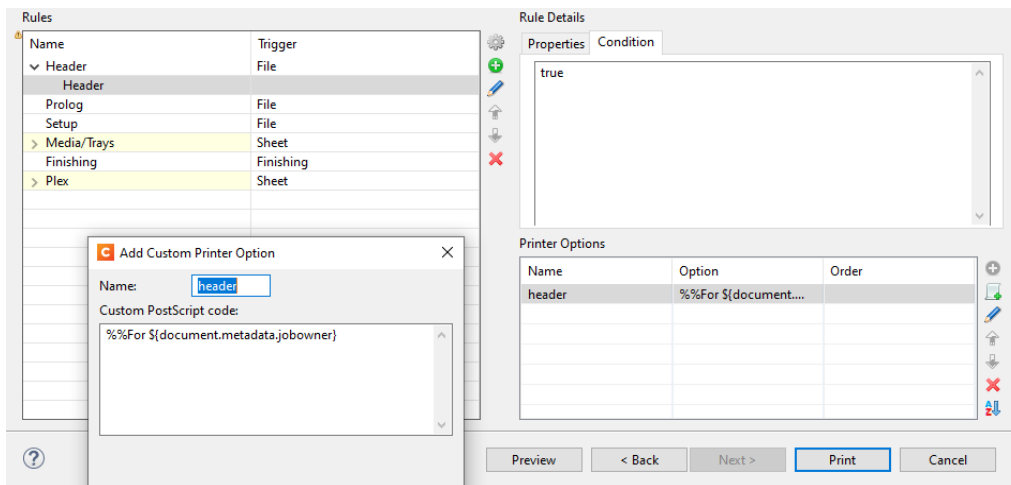 Rules
Name Trigger
Header File
Header
Prolog File
Setup File
Media/Trays Sheet
Finishing Finishing
Plex Sheet
Rule Details
Properties Condition
true
Printer Options
Name Option Order
header %%For ${document....
C Add Custom Printer Option
Name: header
Custom PostScript code:
%%For ${document.metadata.jobowner}
Preview < Back Next > Print Cancel